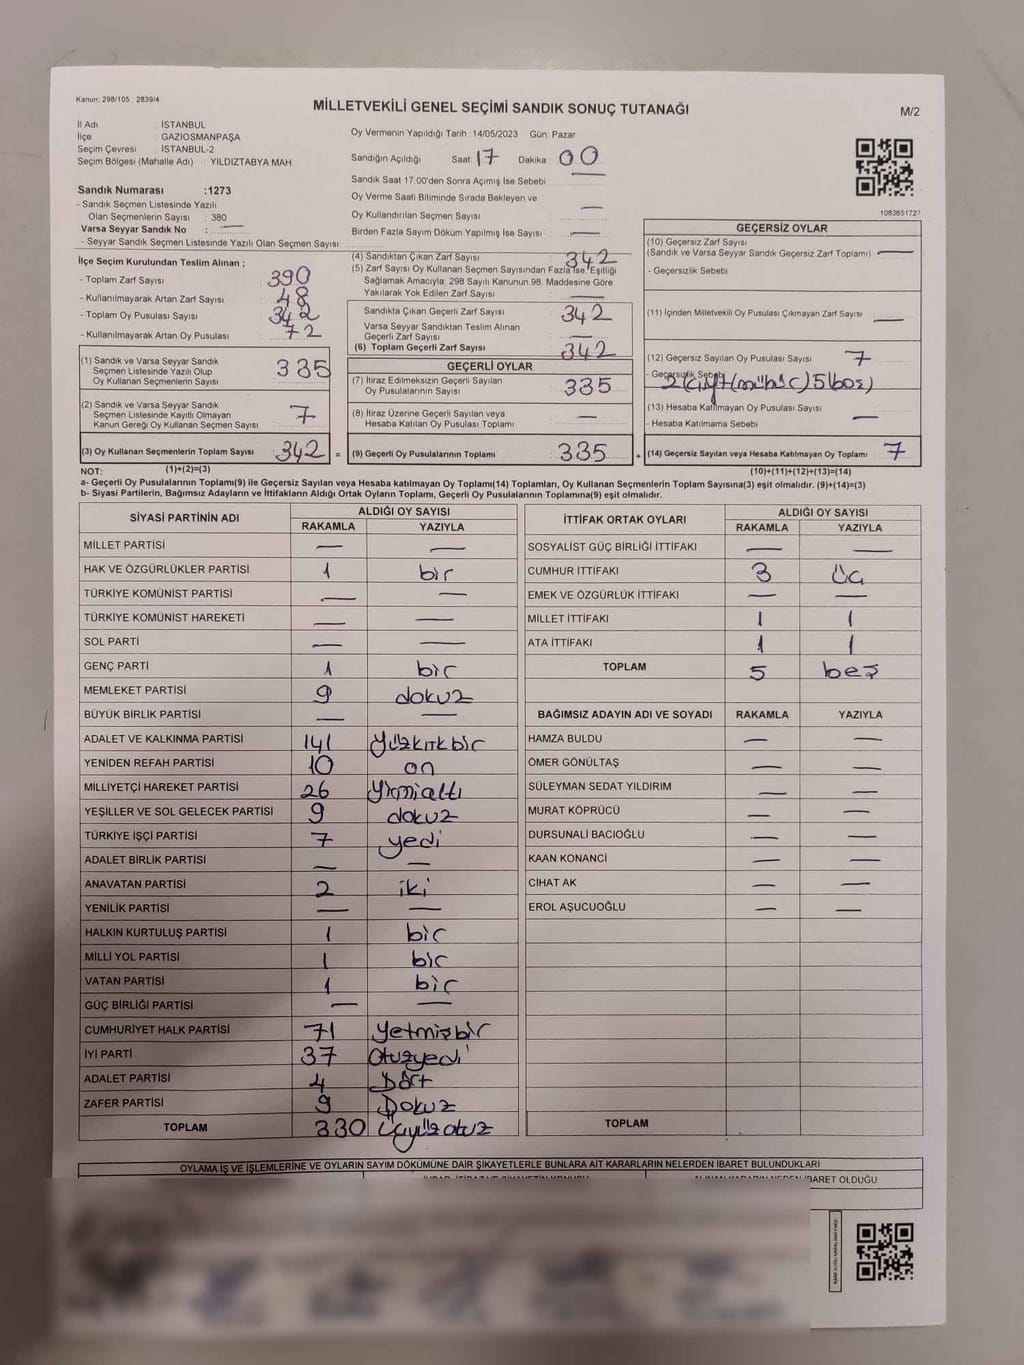 Kanun: 298/105 , 2839/4
MİLLETVEKİLİ GENEL SEÇİMİ SANDIK SONUÇ TUTANAĞI
M/2
İl Adı : İSTANBUL
İlçe : GAZİOSMANPAŞA
Seçim Çevresi : İSTANBUL-2
Seçim Bölgesi (Mahalle Adı) : YILDIZTABYA MAH.
Sandık Numarası :1273
- Sandık Seçmen Listesinde Yazılı
Olan Seçmenlerin Sayısı : 380
Varsa Seyyar Sandık No : —
- Seyyar Sandık Seçmen Listesinde Yazılı Olan Seçmen Sayısı
İlçe Seçim Kurulundan Teslim Alınan ;
- Toplam Zarf Sayısı : 390
- Kullanılmayarak Artan Zarf Sayısı : 48
- Toplam Oy Pusulası Sayısı : 342
- Kullanılmayarak Artan Oy Pusulası : 72
(1) Sandık ve Varsa Seyyar Sandık
Seçmen Listesinde Yazılı Olup
Oy Kullanan Seçmenlerin Sayısı : 335
(2) Sandık ve Varsa Seyyar Sandık
Seçmen Listesinde Kayıtlı Olmayan
Kanun Gereği Oy Kullanan Seçmen Sayısı : 7
(3) Oy Kullanan Seçmenlerin Toplam Sayısı : 342
Oy Vermenin Yapıldığı Tarih :14/05/2023 Gün: Pazar
Sandığın Açıldığı Saat : 17 Dakika : 00
Sandık Saat 17.00'den Sonra Açımış İse Sebebi : —
Oy Verme Saati Bitiminde Sırada Bekleyen ve
Oy Kullandırılan Seçmen Sayısı : —
Birden Fazla Sayım Döküm Yapılmış İse Sayısı : —
(4) Sandıktan Çıkan Zarf Sayısı : 342
(5) Zarf Sayısı Oy Kullanan Seçmen Sayısından Fazla İse, Eşitliği
Sağlamak Amacıyla; 298 Sayılı Kanunun 98. Maddesine Göre
Yakılarak Yok Edilen Zarf Sayısı : —
Sandıkta Çıkan Geçerli Zarf Sayısı : 342
Varsa Seyyar Sandıktan Teslim Alınan
Geçerli Zarf Sayısı : —
(6) Toplam Geçerli Zarf Sayısı : 342
GEÇERLİ OYLAR
(7) İtiraz Edilmeksizin Geçerli Sayılan
Oy Pusulalarının Sayısı : 335
(8) İtiraz Üzerine Geçerli Sayılan veya
Hesaba Katılan Oy Pusulası Toplamı : —
= (9) Geçerli Oy Pusulalarının Toplamı : 335
108365172
GEÇERSİZ OYLAR
(10) Geçersiz Zarf Sayısı
(Sandık ve Varsa Seyyar Sandık Geçersiz Zarf Toplamı) : —
- Geçersizlik Sebebi :
(11) İçinden Milletvekili Oy Pusulası Çıkmayan Zarf Sayısı : —
(12) Geçersiz Sayılan Oy Pusulası Sayısı : 7
- Geçersizlik Sebebi
5 (boş)
(13) Hesaba Katılmayan Oy Pusulası Sayısı : —
- Hesaba Katılmama Sebebi :
+ (14) Geçersiz Sayılan veya Hesaba Katılmayan Oy Toplamı : 7
NOT: (1)+(2)=(3)
(10)+(11)+(12)+(13)=(14)
a- Geçerli Oy Pusulalarının Toplamı(9) ile Geçersiz Sayılan veya Hesaba katılmayan Oy Toplamı(14) Toplamları, Oy Kullanan Seçmenlerin Toplam Sayısına(3) eşit olmalıdır. (9)+(14)=(3)
b- Siyasi Partilerin, Bağımsız Adayların ve İttifakların Aldığı Ortak Oyların Toplamı, Geçerli Oy Pusulalarının Toplamına(9) eşit olmalıdır.
SİYASİ PARTİNİN ADI ALDIĞI OY SAYISI
RAKAMLA YAZIYLA
MİLLET PARTİSİ — —
HAK VE ÖZGÜRLÜKLER PARTİSİ 1 bir
TÜRKİYE KOMÜNİST PARTİSİ — —
TÜRKİYE KOMÜNİST HAREKETİ — —
SOL PARTİ — —
GENÇ PARTİ 1 bir
MEMLEKET PARTİSİ 9 dokuz
BÜYÜK BİRLİK PARTİSİ — —
ADALET VE KALKINMA PARTİSİ 141 Yüzkırkbir
YENİDEN REFAH PARTİSİ 10 on
MİLLİYETÇİ HAREKET PARTİSİ 26 Yirmialtı
YEŞİLLER VE SOL GELECEK PARTİSİ 9 dokuz
TÜRKİYE İŞÇİ PARTİSİ 7 yedi
ADALET BİRLİK PARTİSİ — —
ANAVATAN PARTİSİ 2 iki
YENİLİK PARTİSİ — —
HALKIN KURTULUŞ PARTİSİ 1 bir
MİLLİ YOL PARTİSİ 1 bir
VATAN PARTİSİ 1 bir
GÜÇ BİRLİĞİ PARTİSİ — —
CUMHURİYET HALK PARTİSİ 71 yetmişbir
İYİ PARTİ 37 Otuzyedi
ADALET PARTİSİ 4 Dört
ZAFER PARTİSİ 9 Dokuz
TOPLAM 330 Üçyüzotuz
İTTİFAK ORTAK OYLARI ALDIĞI OY SAYISI
RAKAMLA YAZIYLA
SOSYALİST GÜÇ BİRLİĞİ İTTİFAKI — —
CUMHUR İTTİFAKI 3 Üç
EMEK VE ÖZGÜRLÜK İTTİFAKI — —
MİLLET İTTİFAKI 1 1
ATA İTTİFAKI 1 1
TOPLAM 5 beş
BAĞIMSIZ ADAYIN ADI VE SOYADI RAKAMLA YAZIYLA
HAMZA BULDU — —
ÖMER GÖNÜLTAŞ — —
SÜLEYMAN SEDAT YILDIRIM — —
MURAT KÖPRÜCÜ — —
DURSUNALİ BACIOĞLU — —
KAAN KONANCİ — —
CİHAT AK — —
EROL AŞUCUOĞLU — —
TOPLAM
OYLAMA İŞ VE İŞLEMLERİNE VE OYLARIN SAYIM DÖKÜMÜNE DAİR ŞİKAYETLERLE BUNLARA AİT KARARLARIN NELERDEN İBARET BULUNDUKLARI